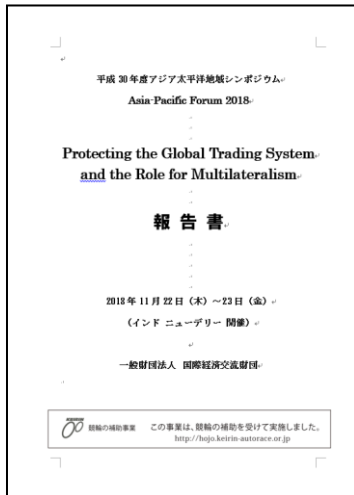 平成 30 年度アジア太平洋地域シンポジウム
Asia-Pacific Forum 2018
Protecting the Global Trading System
and the Role for Multilateralism
報 告 書
2018 年 11 月 22 日（木）～23 日（金）
（インド ニューデリー 開催）
一般財団法人 国際経済交流財団
競輪の補助事業 この事業は、競輪の補助を受けて実施しました。
http://hojo.keirin-autorace.or.jp